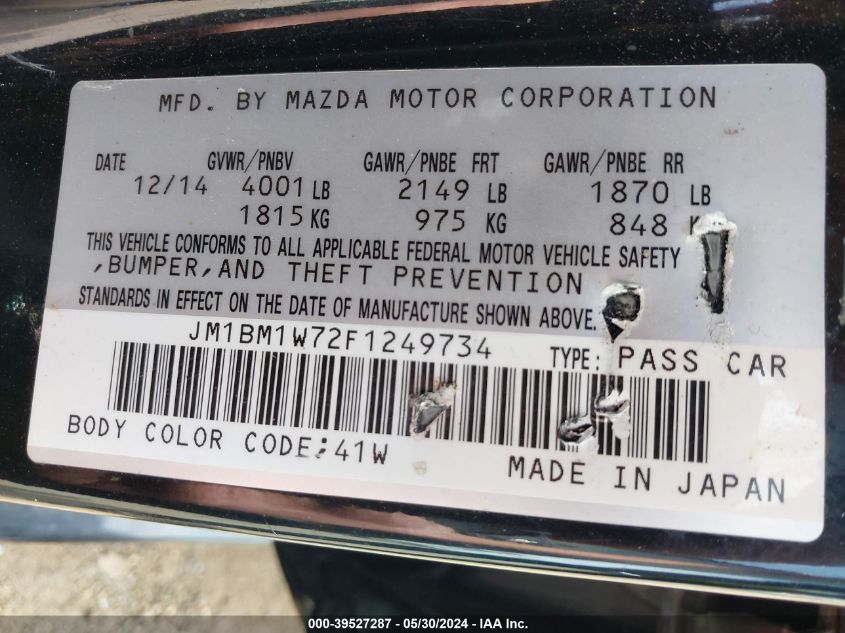 MFD. BY MAZDA MOTOR CORPORATION
DATE GVWR/PNBV GAWR/PNBE FRT GAWR/PNBE RR
12/14 4001 LB 2149 LB 1870 LB
1815 KG 975 KG 848
THIS VEHICLE CONFORMS TO ALL APPLICABLE FEDERAL MOTOR VEHICLE SAFETY
,BUMPER,AND THEFT PREVENTION
STANDARDS IN EFFECT ON THE DATE OF MANUFACTURE SHOWN ABOVE.
JM1BM1W72F1249734 TYPE: PASS CAR
BODY COLOR CODE:41W
MADE IN JAPAN
000-39527287 - 05/30/2024 - IAA Inc.